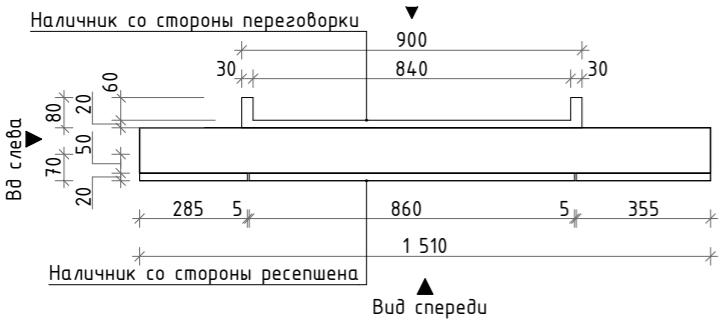 Наличник со стороны переговорки
900
30 840 30
60
20
80
50
70
20
Вд слева
285 5 860 5 355
1 510
Наличник со стороны ресепшена
Вид спереди